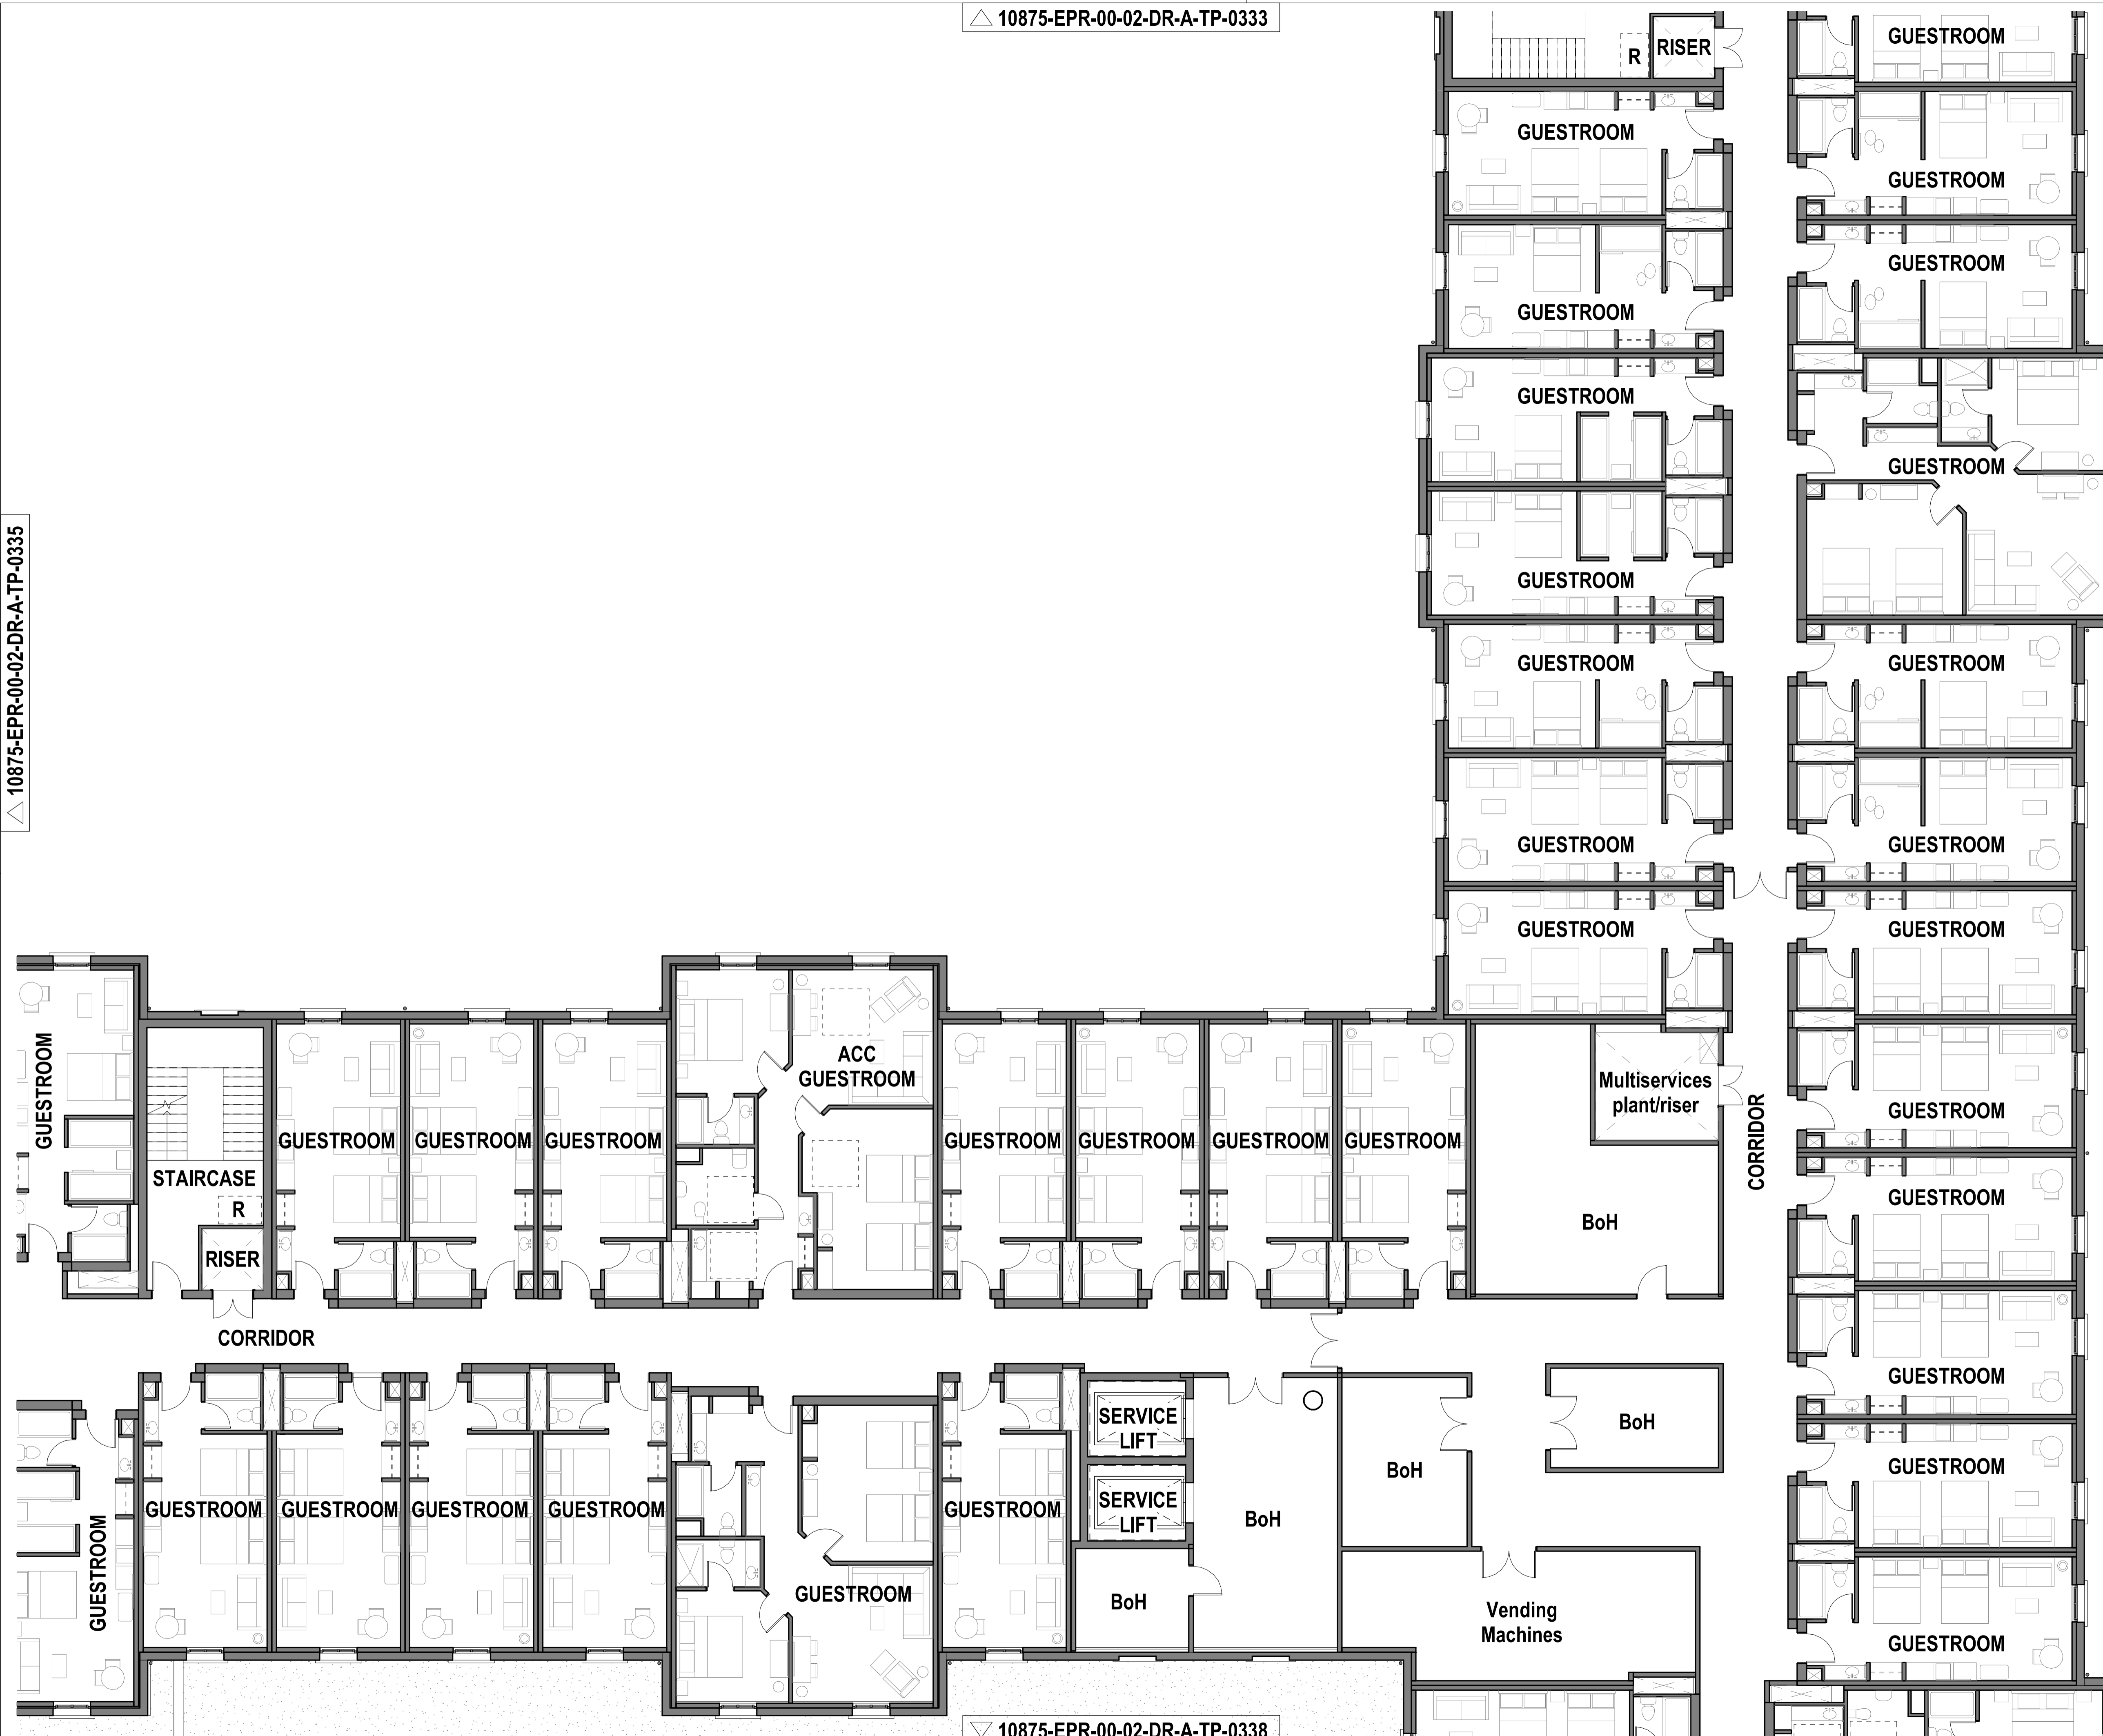 10875-EPR-00-02-DR-A-TP-0333
R
RISER
GUESTROOM
GUESTROOM
GUESTROOM
GUESTROOM
GUESTROOM
GUESTROOM
GUESTROOM
GUESTROOM
GUESTROOM
10875-EPR-00-02-DR-A-TP-0335
GUESTROOM
GUESTROOM
GUESTROOM
GUESTROOM
GUESTROOM
GUESTROOM
GUESTROOM
STAIRCASE
R
RISER
GUESTROOM
GUESTROOM
GUESTROOM
ACC
GUESTROOM
GUESTROOM
GUESTROOM
GUESTROOM
GUESTROOM
Multiservices
plant/riser
BoH
CORRIDOR
GUESTROOM
GUESTROOM
GUESTROOM
CORRIDOR
GUESTROOM
GUESTROOM
GUESTROOM
GUESTROOM
GUESTROOM
GUESTROOM
GUESTROOM
SERVICE
LIFT
SERVICE
LIFT
BoH
BoH
BoH
BoH
Vending
Machines
GUESTROOM
GUESTROOM
10875-EPR-00-02-DR-A-TP-0338